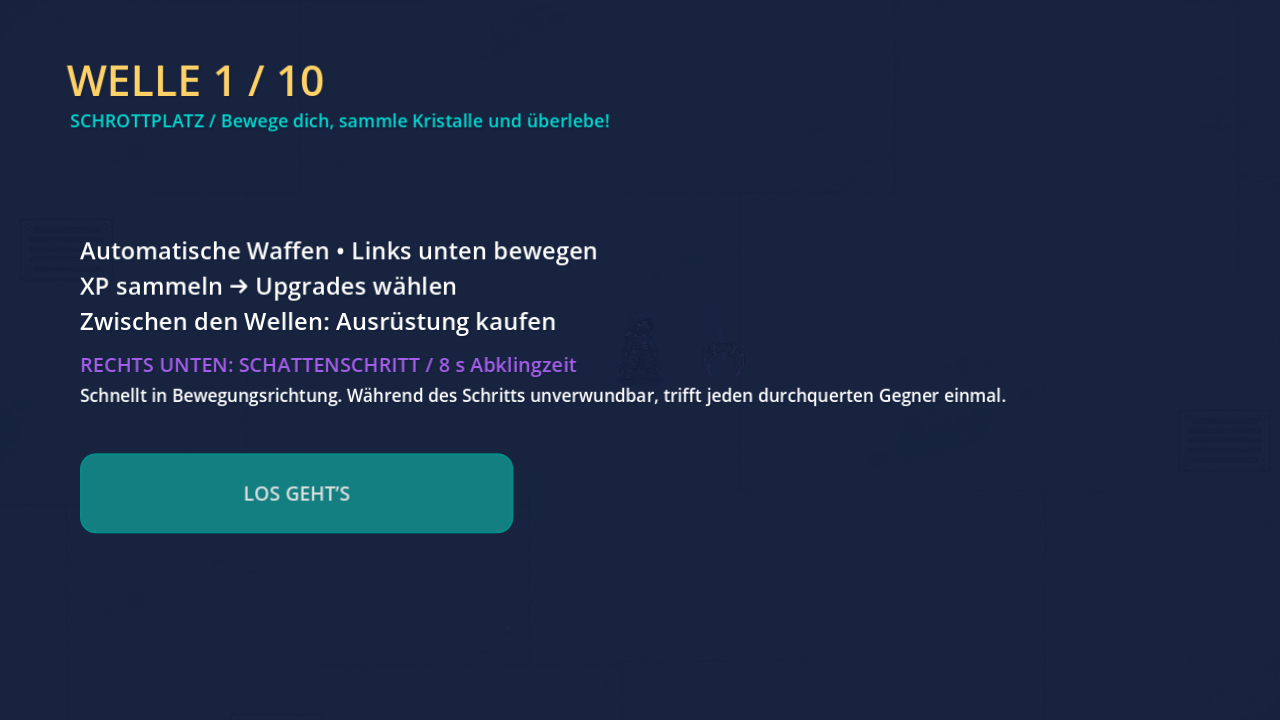 WELLE 1 / 10
SCHROTTPLATZ / Bewege dich, sammle Kristalle und überlebe!
Automatische Waffen • Links unten bewegen
XP sammeln → Upgrades wählen
Zwischen den Wellen: Ausrüstung kaufen
RECHTS UNTEN: SCHATTENSCHRITT / 8 s Abklingzeit
Schnellt in Bewegungsrichtung. Während des Schritts unverwundbar, trifft jeden durchquerten Gegner einmal.
LOS GEHT’S